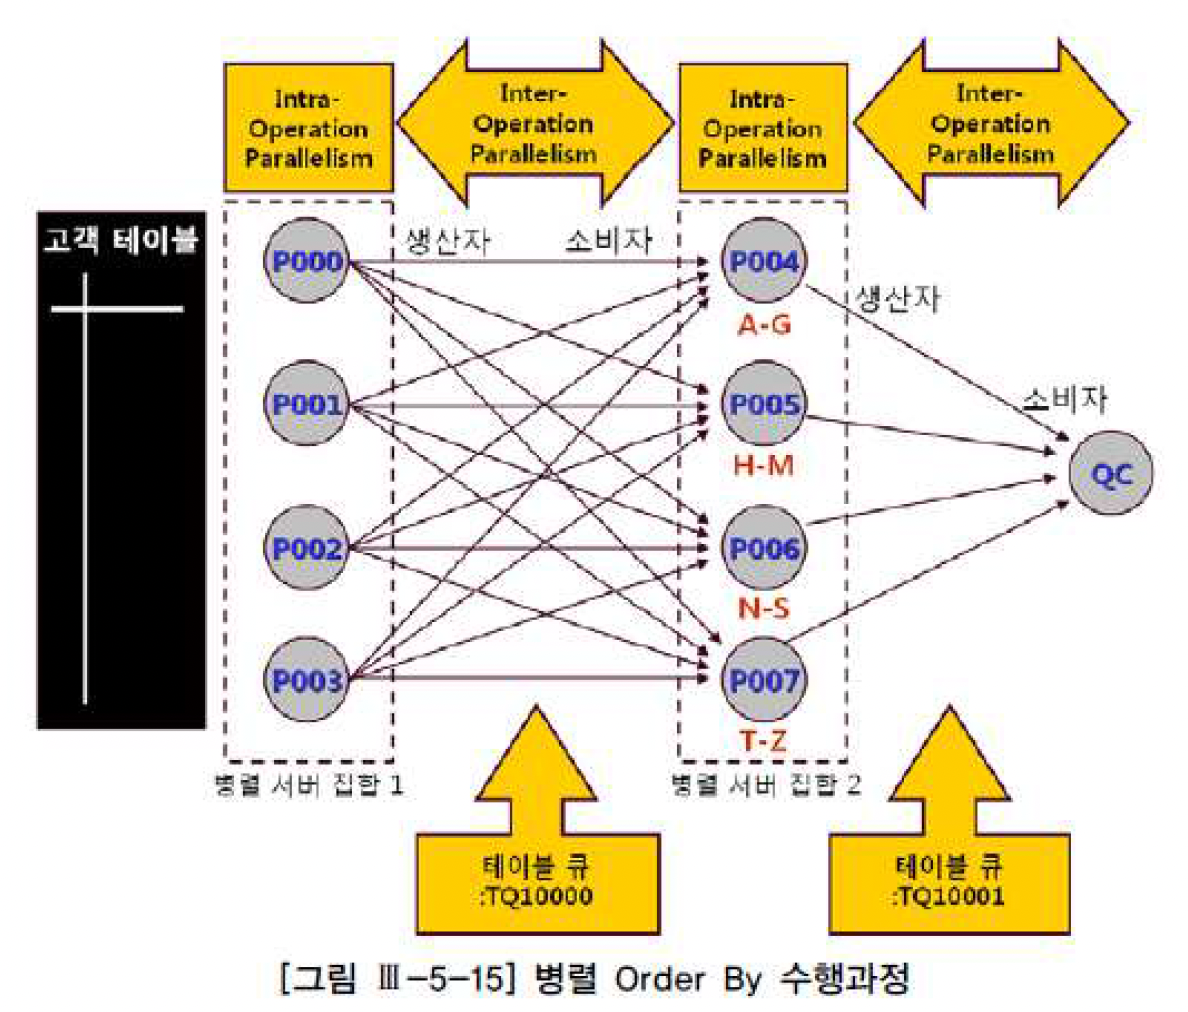 Intra-
Operation
Parallelism
Inter-
Operation
Parallelism
Intra-
Operation
Parallelism
Inter-
Operation
Parallelism
고객 테이블
P000
생산자
소비자
P004
A-G
생산자
P001
P005
H-M
소비자
QC
P002
P006
N-S
P003
P007
T-Z
병렬 서버 집합 1
병렬 서버 집합 2
테이블 큐
:TQ10000
테이블 큐
:TQ10001
[그림 Ⅲ-5-15] 병렬 Order By 수행과정